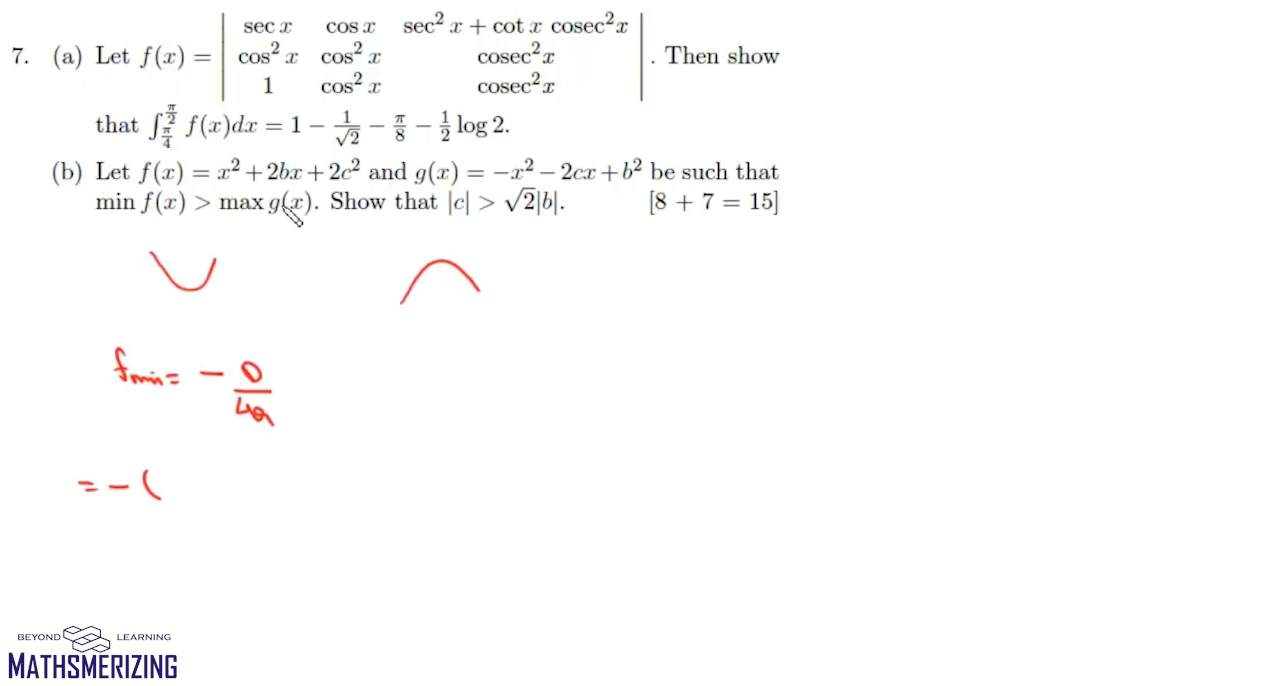 7. (a) Let f(x) = | sec x cos x sec² x + cot x cosec²x |
| cos² x cos² x cosec²x | . Then show
| 1 cos² x cosec²x |
that ∫_{π/4}^{π/2} f(x)dx = 1 − 1/√2 − π/8 − 1/2 log 2.
(b) Let f(x) = x² + 2bx + 2c² and g(x) = −x² − 2cx + b² be such that
min f(x) > max g(x). Show that |c| > √2|b|. [8 + 7 = 15]
f min = − D/4a
= − (
BEYOND LEARNING
MATHSMERIZING